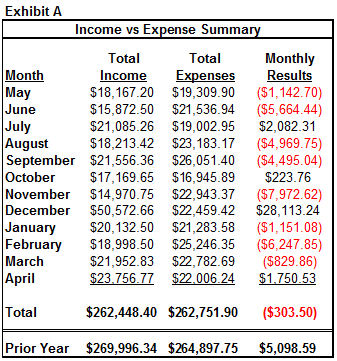 Exhibit A
Income vs Expense Summary
Total Total Monthly
Month Income Expenses Results
May $18,167.20 $19,309.90 ($1,142.70)
June $15,872.50 $21,536.94 ($5,664.44)
July $21,085.26 $19,002.95 $2,082.31
August $18,213.42 $23,183.17 ($4,969.75)
September $21,556.36 $26,051.40 ($4,495.04)
October $17,169.65 $16,945.89 $223.76
November $14,970.75 $22,943.37 ($7,972.62)
December $50,572.66 $22,459.42 $28,113.24
January $20,132.50 $21,283.58 ($1,151.08)
February $18,998.50 $25,246.35 ($6,247.85)
March $21,952.83 $22,782.69 ($829.86)
April $23,756.77 $22,006.24 $1,750.53
Total $262,448.40 $262,751.90 ($303.50)
Prior Year $269,996.34 $264,897.75 $5,098.59